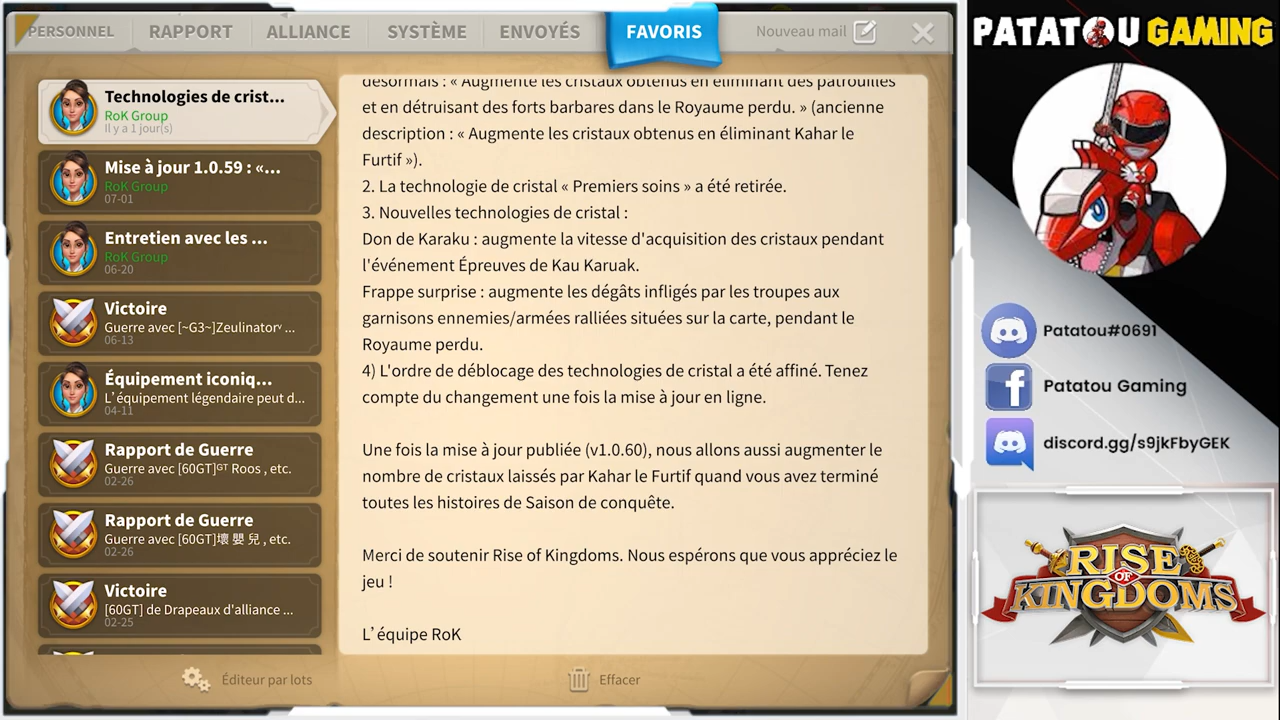 PERSONNEL
RAPPORT
ALLIANCE
SYSTÈME
ENVOYÉS
FAVORIS
Nouveau mail
Technologies de crist...
RoK Group
Il y a 1 jour(s)
Mise à jour 1.0.59 : «...
RoK Group
07-01
Entretien avec les ...
RoK Group
06-20
Victoire
Guerre avec [~G3~]Zeulinatorᵛ ...
06-13
Équipement iconiq...
L'équipement légendaire peut d...
04-11
Rapport de Guerre
Guerre avec [60GT]ᴳᵀ Roos , etc.
02-26
Rapport de Guerre
Guerre avec [60GT]壞 嬰 兒 , etc.
02-26
Victoire
[60GT] de Drapeaux d'alliance ...
02-25
désormais : « Augmente les cristaux obtenus en éliminant des patrouilles
et en détruisant des forts barbares dans le Royaume perdu. » (ancienne
description : « Augmente les cristaux obtenus en éliminant Kahar le
Furtif »).
2. La technologie de cristal « Premiers soins » a été retirée.
3. Nouvelles technologies de cristal :
Don de Karaku : augmente la vitesse d'acquisition des cristaux pendant
l'événement Épreuves de Kau Karuak.
Frappe surprise : augmente les dégâts infligés par les troupes aux
garnisons ennemies/armées ralliées situées sur la carte, pendant le
Royaume perdu.
4) L'ordre de déblocage des technologies de cristal a été affiné. Tenez
compte du changement une fois la mise à jour en ligne.
Une fois la mise à jour publiée (v1.0.60), nous allons aussi augmenter le
nombre de cristaux laissés par Kahar le Furtif quand vous avez terminé
toutes les histoires de Saison de conquête.
Merci de soutenir Rise of Kingdoms. Nous espérons que vous appréciez le
jeu !
L'équipe RoK
Éditeur par lots
Effacer
PATATOU GAMING
Patatou#0691
Patatou Gaming
discord.gg/s9jkFbyGEK
RISE
OF
KINGDOMS